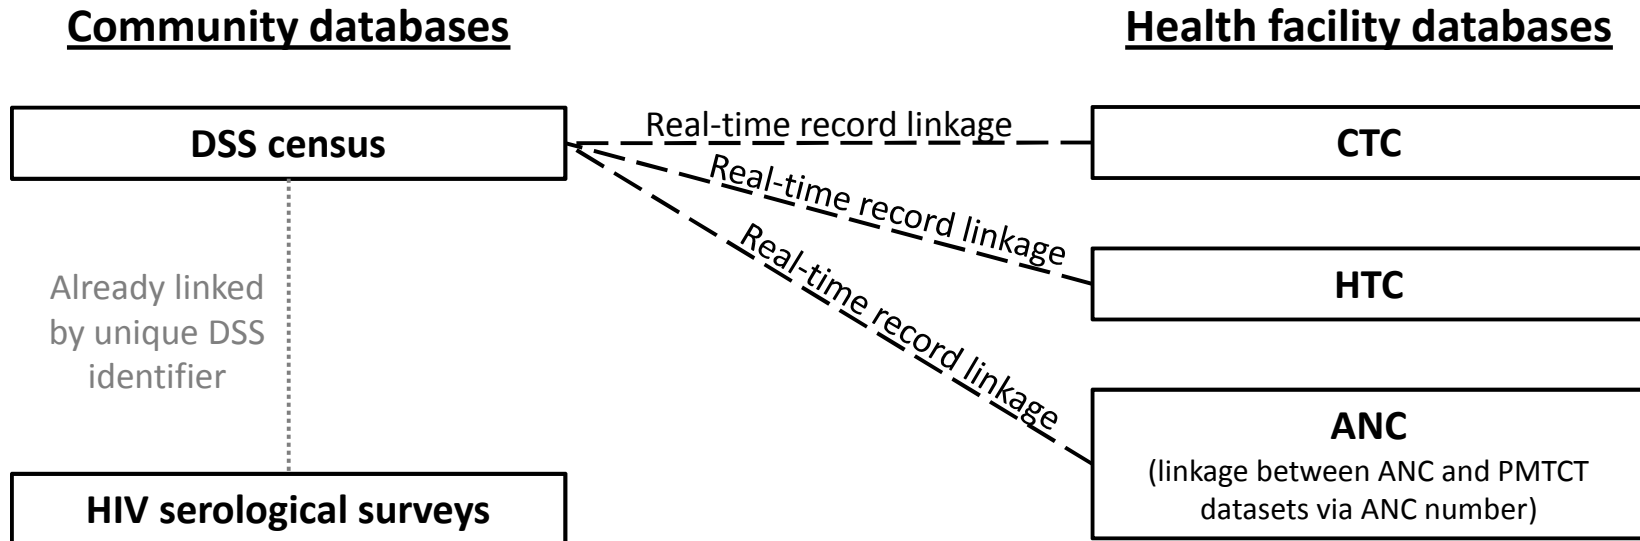 Community databases
Health facility databases
DSS census
Real-time record linkage
CTC
Real-time record linkage
HTC
Real-time record linkage
Already linked
by unique DSS
identifier
ANC
(linkage between ANC and PMTCT
datasets via ANC number)
HIV serological surveys